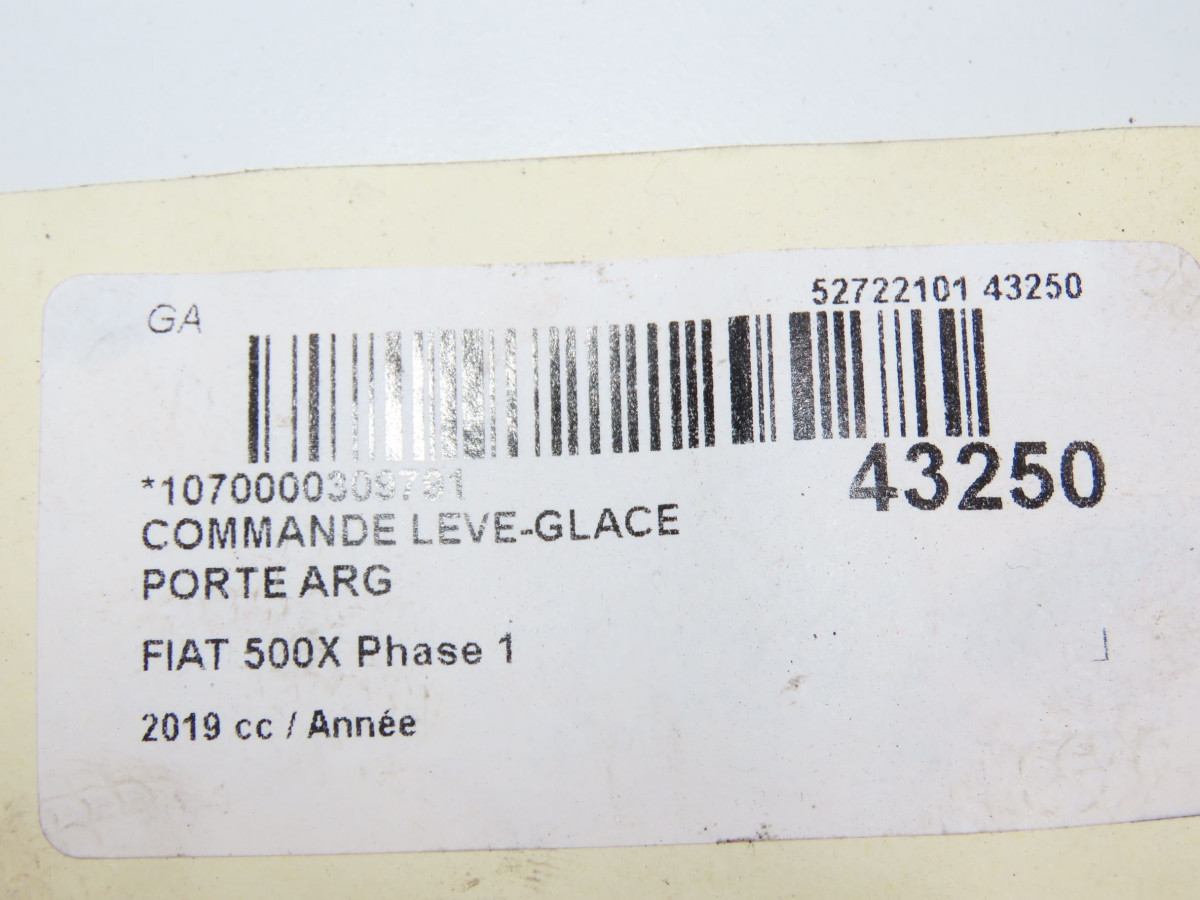 52722101 43250
GA
43250
*1070000309791
COMMANDE LEVE-GLACE
PORTE ARG
FIAT 500X Phase 1
2019 cc / Année